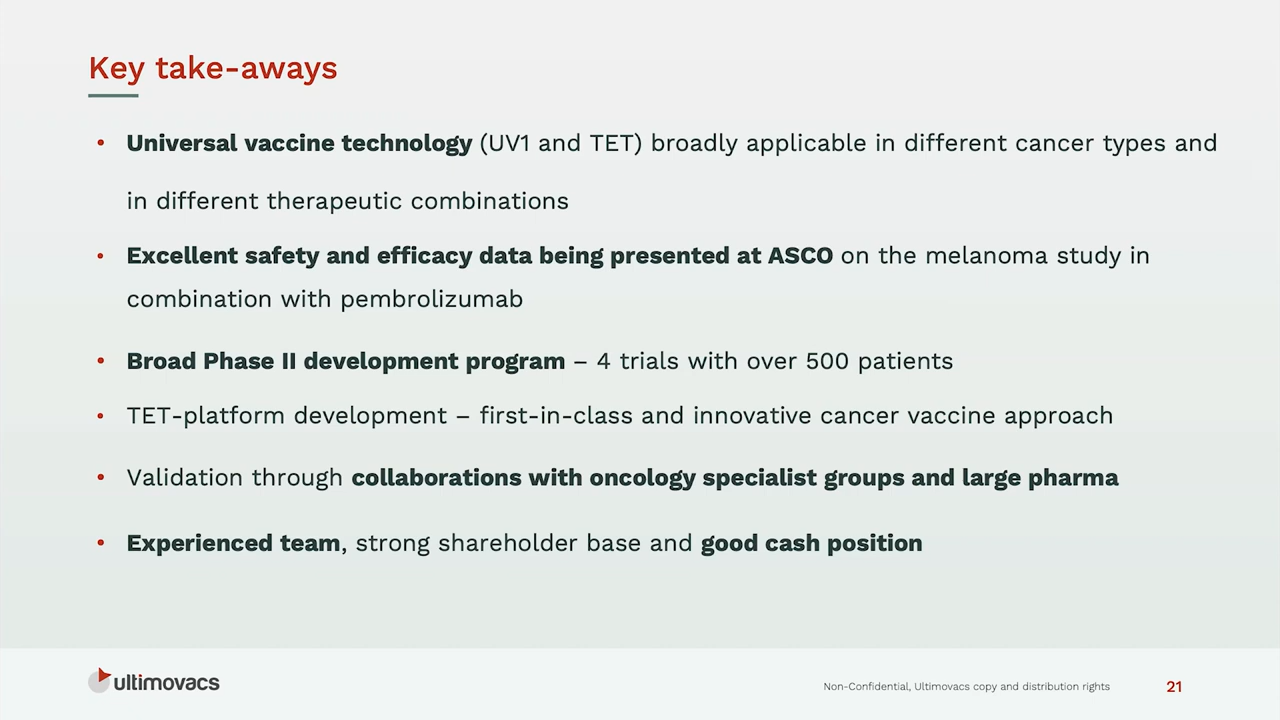 Key take-aways
• Universal vaccine technology (UV1 and TET) broadly applicable in different cancer types and
in different therapeutic combinations
• Excellent safety and efficacy data being presented at ASCO on the melanoma study in
combination with pembrolizumab
• Broad Phase II development program – 4 trials with over 500 patients
• TET-platform development – first-in-class and innovative cancer vaccine approach
• Validation through collaborations with oncology specialist groups and large pharma
• Experienced team, strong shareholder base and good cash position
ultimovacs
Non-Confidential, Ultimovacs copy and distribution rights
21